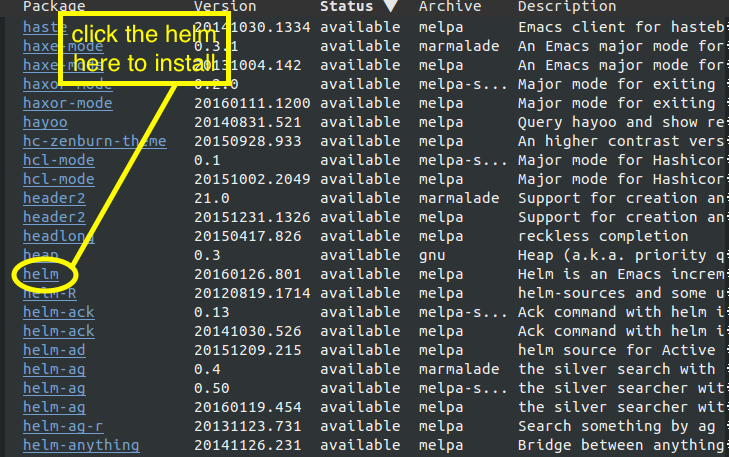 Package Version Status ▼ Archive Description
haste 20141030.1334 available melpa Emacs client for hasteb
click the helm
haxe-mode 0.3.1 available marmalade An Emacs major mode for
here to install
haxe-mode 20131004.142 available melpa An Emacs major mode for
haxor-mode 0.2.0 available melpa-s... Major mode for exiting
haxor-mode 20160111.1200 available melpa Major mode for exiting
hayoo 20140831.521 available melpa Query hayoo and show re
hc-zenburn-theme 20150928.933 available melpa An higher contrast vers
hcl-mode 0.1 available melpa-s... Major mode for Hashicor
hcl-mode 20151002.2049 available melpa Major mode for Hashicor
header2 21.0 available marmalade Support for creation an
header2 20151231.1326 available melpa Support for creation an
headlong 20150417.826 available melpa reckless completion
heap 0.3 available gnu Heap (a.k.a. priority q
helm 20160126.801 available melpa Helm is an Emacs increm
helm-R 20120819.1714 available melpa helm-sources and some u
helm-ack 0.13 available melpa-s... Ack command with helm i
helm-ack 20141030.526 available melpa Ack command with helm i
helm-ad 20151209.215 available melpa helm source for Active
helm-ag 0.4 available marmalade the silver search with
helm-ag 0.50 available melpa-s... the silver searcher wit
helm-ag 20160119.454 available melpa the silver searcher wit
helm-ag-r 20131123.731 available melpa Search something by ag
helm-anything 20141126.231 available melpa Bridge between anything